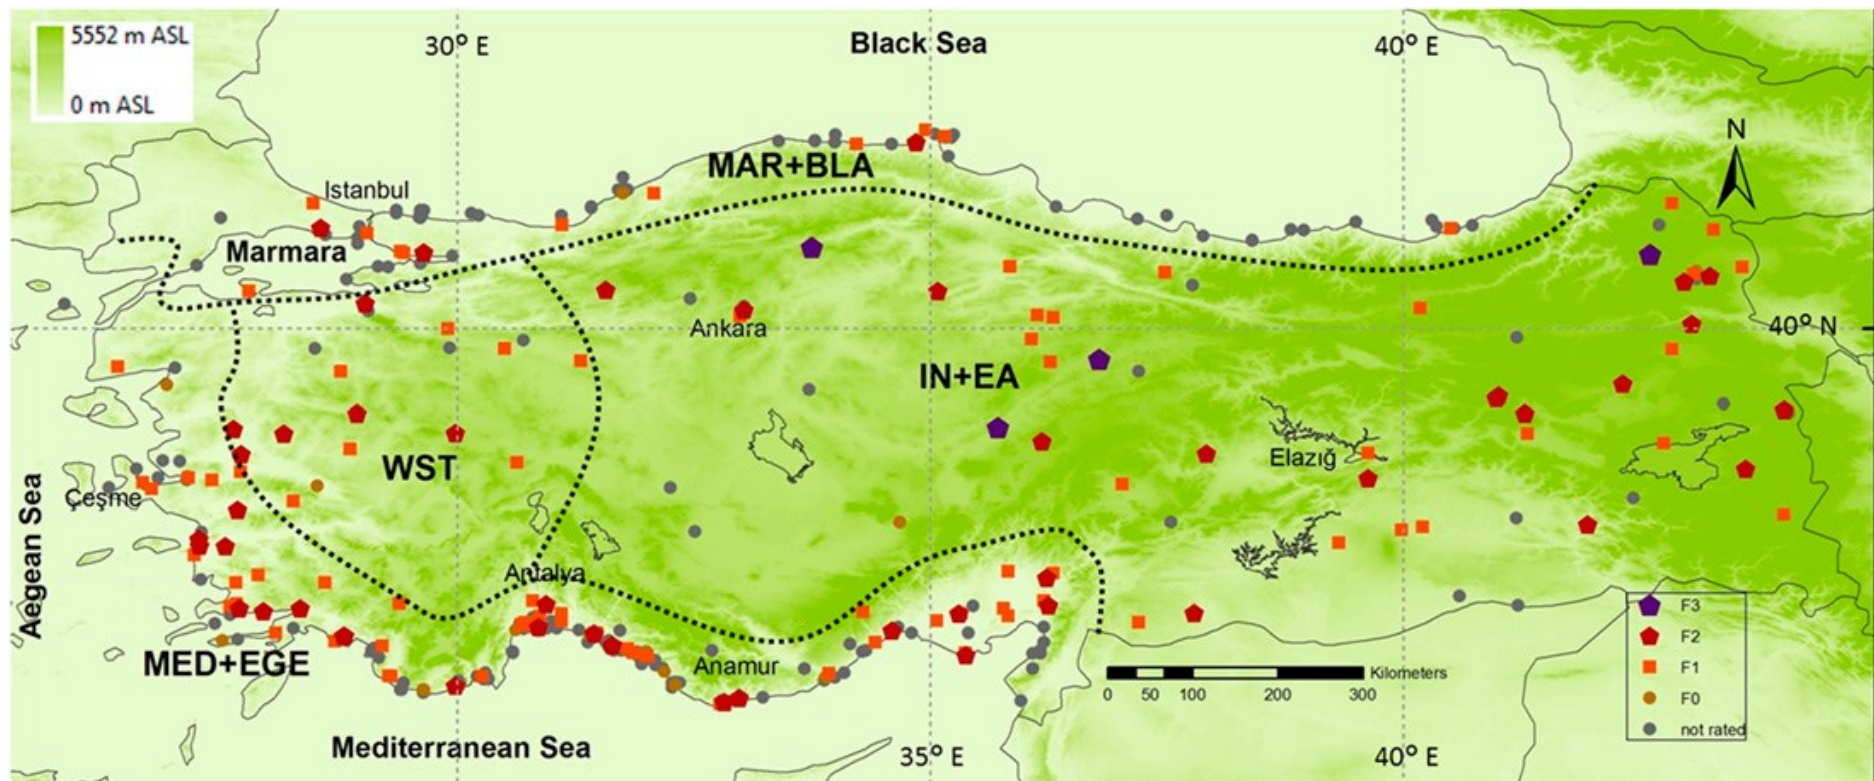 5552 m ASL
0 m ASL
30° E
Black Sea
40° E
N
Istanbul
MAR+BLA
Marmara
Ankara
40° N
IN+EA
WST
Elazığ
Çeşme
Aegean Sea
Antalya
MED+EGE
Anamur
Kilometers
0 50 100 200 300
F3
F2
F1
F0
not rated
Mediterranean Sea
35° E
40° E